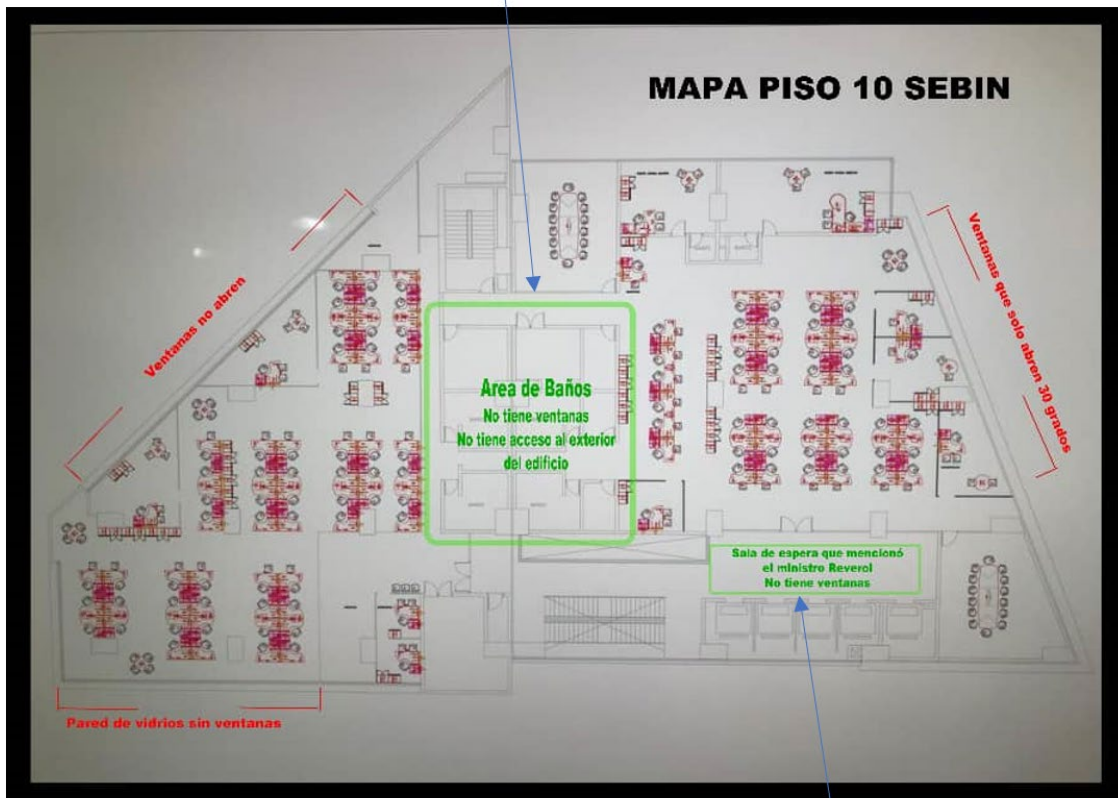 MAPA PISO 10 SEBIN
Ventanas no abren
Ventanas que solo abren 30 grados
Area de Baños
No tiene ventanas
No tiene acceso al exterior
del edificio
Sala de espera que mencionó
el ministro Reverol
No tiene ventanas
Pared de vidrios sin ventanas